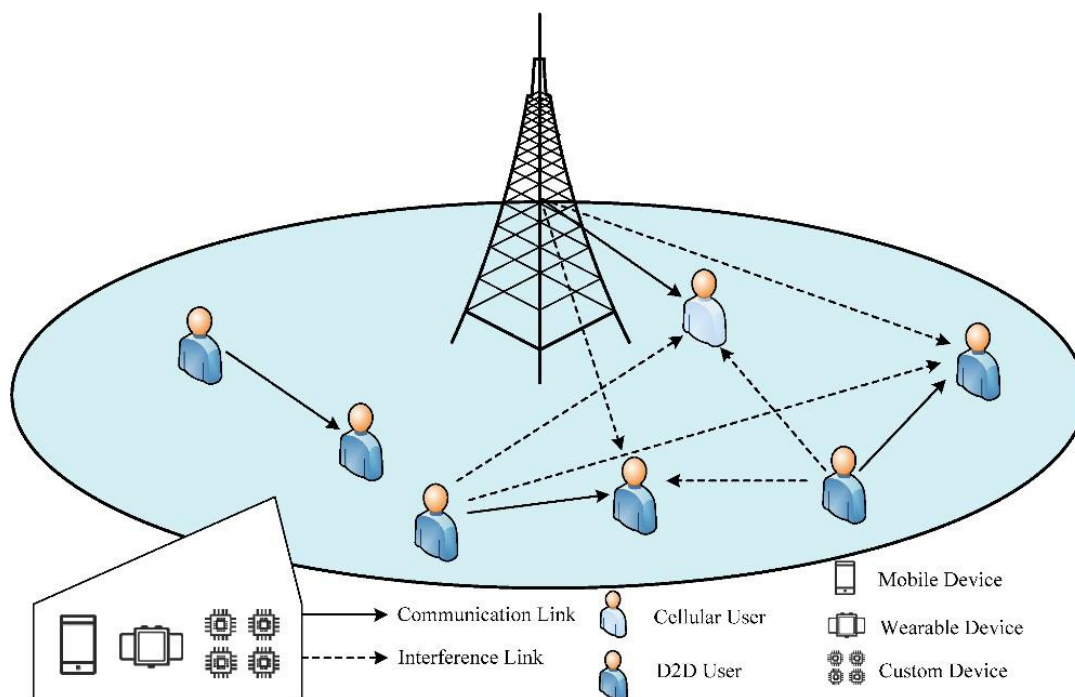 Communication Link
Interference Link
Cellular User
D2D User
Mobile Device
Wearable Device
Custom Device